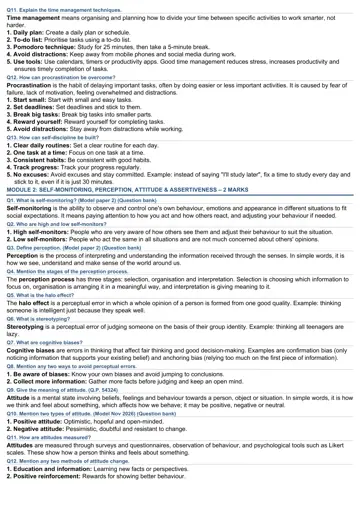 Q11. Explain the time management techniques.
Time management means organising and planning how to divide your time between specific activities to work smarter, not
harder.
1. Daily plan: Create a daily plan or schedule.
2. To-do list: Prioritise tasks using a to-do list.
3. Pomodoro technique: Study for 25 minutes, then take a 5-minute break.
4. Avoid distractions: Keep away from mobile phones and social media during work.
5. Use tools: Use calendars, timers or productivity apps. Good time management reduces stress, increases productivity and
ensures timely completion of tasks.
Q12. How can procrastination be overcome?
Procrastination is the habit of delaying important tasks, often by doing easier or less important activities. It is caused by fear of
failure, lack of motivation, feeling overwhelmed and distractions.
1. Start small: Start with small and easy tasks.
2. Set deadlines: Set deadlines and stick to them.
3. Break big tasks: Break big tasks into smaller parts.
4. Reward yourself: Reward yourself for completing tasks.
5. Avoid distractions: Stay away from distractions while working.
Q13. How can self-discipline be built?
1. Clear daily routines: Set a clear routine for each day.
2. One task at a time: Focus on one task at a time.
3. Consistent habits: Be consistent with good habits.
4. Track progress: Track your progress regularly.
5. No excuses: Avoid excuses and stay committed. Example: instead of saying "I'll study later", fix a time to study every day and
stick to it, even if it is just 30 minutes.
MODULE 2: SELF-MONITORING, PERCEPTION, ATTITUDE & ASSERTIVENESS – 2 MARKS
Q1. What is self-monitoring? (Model paper 2) (Question bank)
Self-monitoring is the ability to observe and control one's own behaviour, emotions and appearance in different situations to fit
social expectations. It means paying attention to how you act and how others react, and adjusting your behaviour if needed.
Q2. Who are high and low self-monitors?
1. High self-monitors: People who are very aware of how others see them and adjust their behaviour to suit the situation.
2. Low self-monitors: People who act the same in all situations and are not much concerned about others' opinions.
Q3. Define perception. (Model paper 2) (Question bank)
Perception is the process of interpreting and understanding the information received through the senses. In simple words, it is
how we see, understand and make sense of the world around us.
Q4. Mention the stages of the perception process.
The perception process has three stages: selection, organisation and interpretation. Selection is choosing which information to
focus on, organisation is arranging it in a meaningful way, and interpretation is giving meaning to it.
Q5. What is the halo effect?
The halo effect is a perceptual error in which a whole opinion of a person is formed from one good quality. Example: thinking
someone is intelligent just because they speak well.
Q6. What is stereotyping?
Stereotyping is a perceptual error of judging someone on the basis of their group identity. Example: thinking all teenagers are
lazy.
Q7. What are cognitive biases?
Cognitive biases are errors in thinking that affect fair thinking and good decision-making. Examples are confirmation bias (only
noticing information that supports your existing belief) and anchoring bias (relying too much on the first piece of information).
Q8. Mention any two ways to avoid perceptual errors.
1. Be aware of biases: Know your own biases and avoid jumping to conclusions.
2. Collect more information: Gather more facts before judging and keep an open mind.
Q9. Give the meaning of attitude. (Q.P. 54324)
Attitude is a mental state involving beliefs, feelings and behaviour towards a person, object or situation. In simple words, it is how
we think and feel about something, which affects how we behave; it may be positive, negative or neutral.
Q10. Mention two types of attitude. (Model Nov 2026) (Question bank)
1. Positive attitude: Optimistic, hopeful and open-minded.
2. Negative attitude: Pessimistic, doubtful and resistant to change.
Q11. How are attitudes measured?
Attitudes are measured through surveys and questionnaires, observation of behaviour, and psychological tools such as Likert
scales. These show how a person thinks and feels about something.
Q12. Mention any two methods of attitude change.
1. Education and information: Learning new facts or perspectives.
2. Positive reinforcement: Rewards for showing better behaviour.